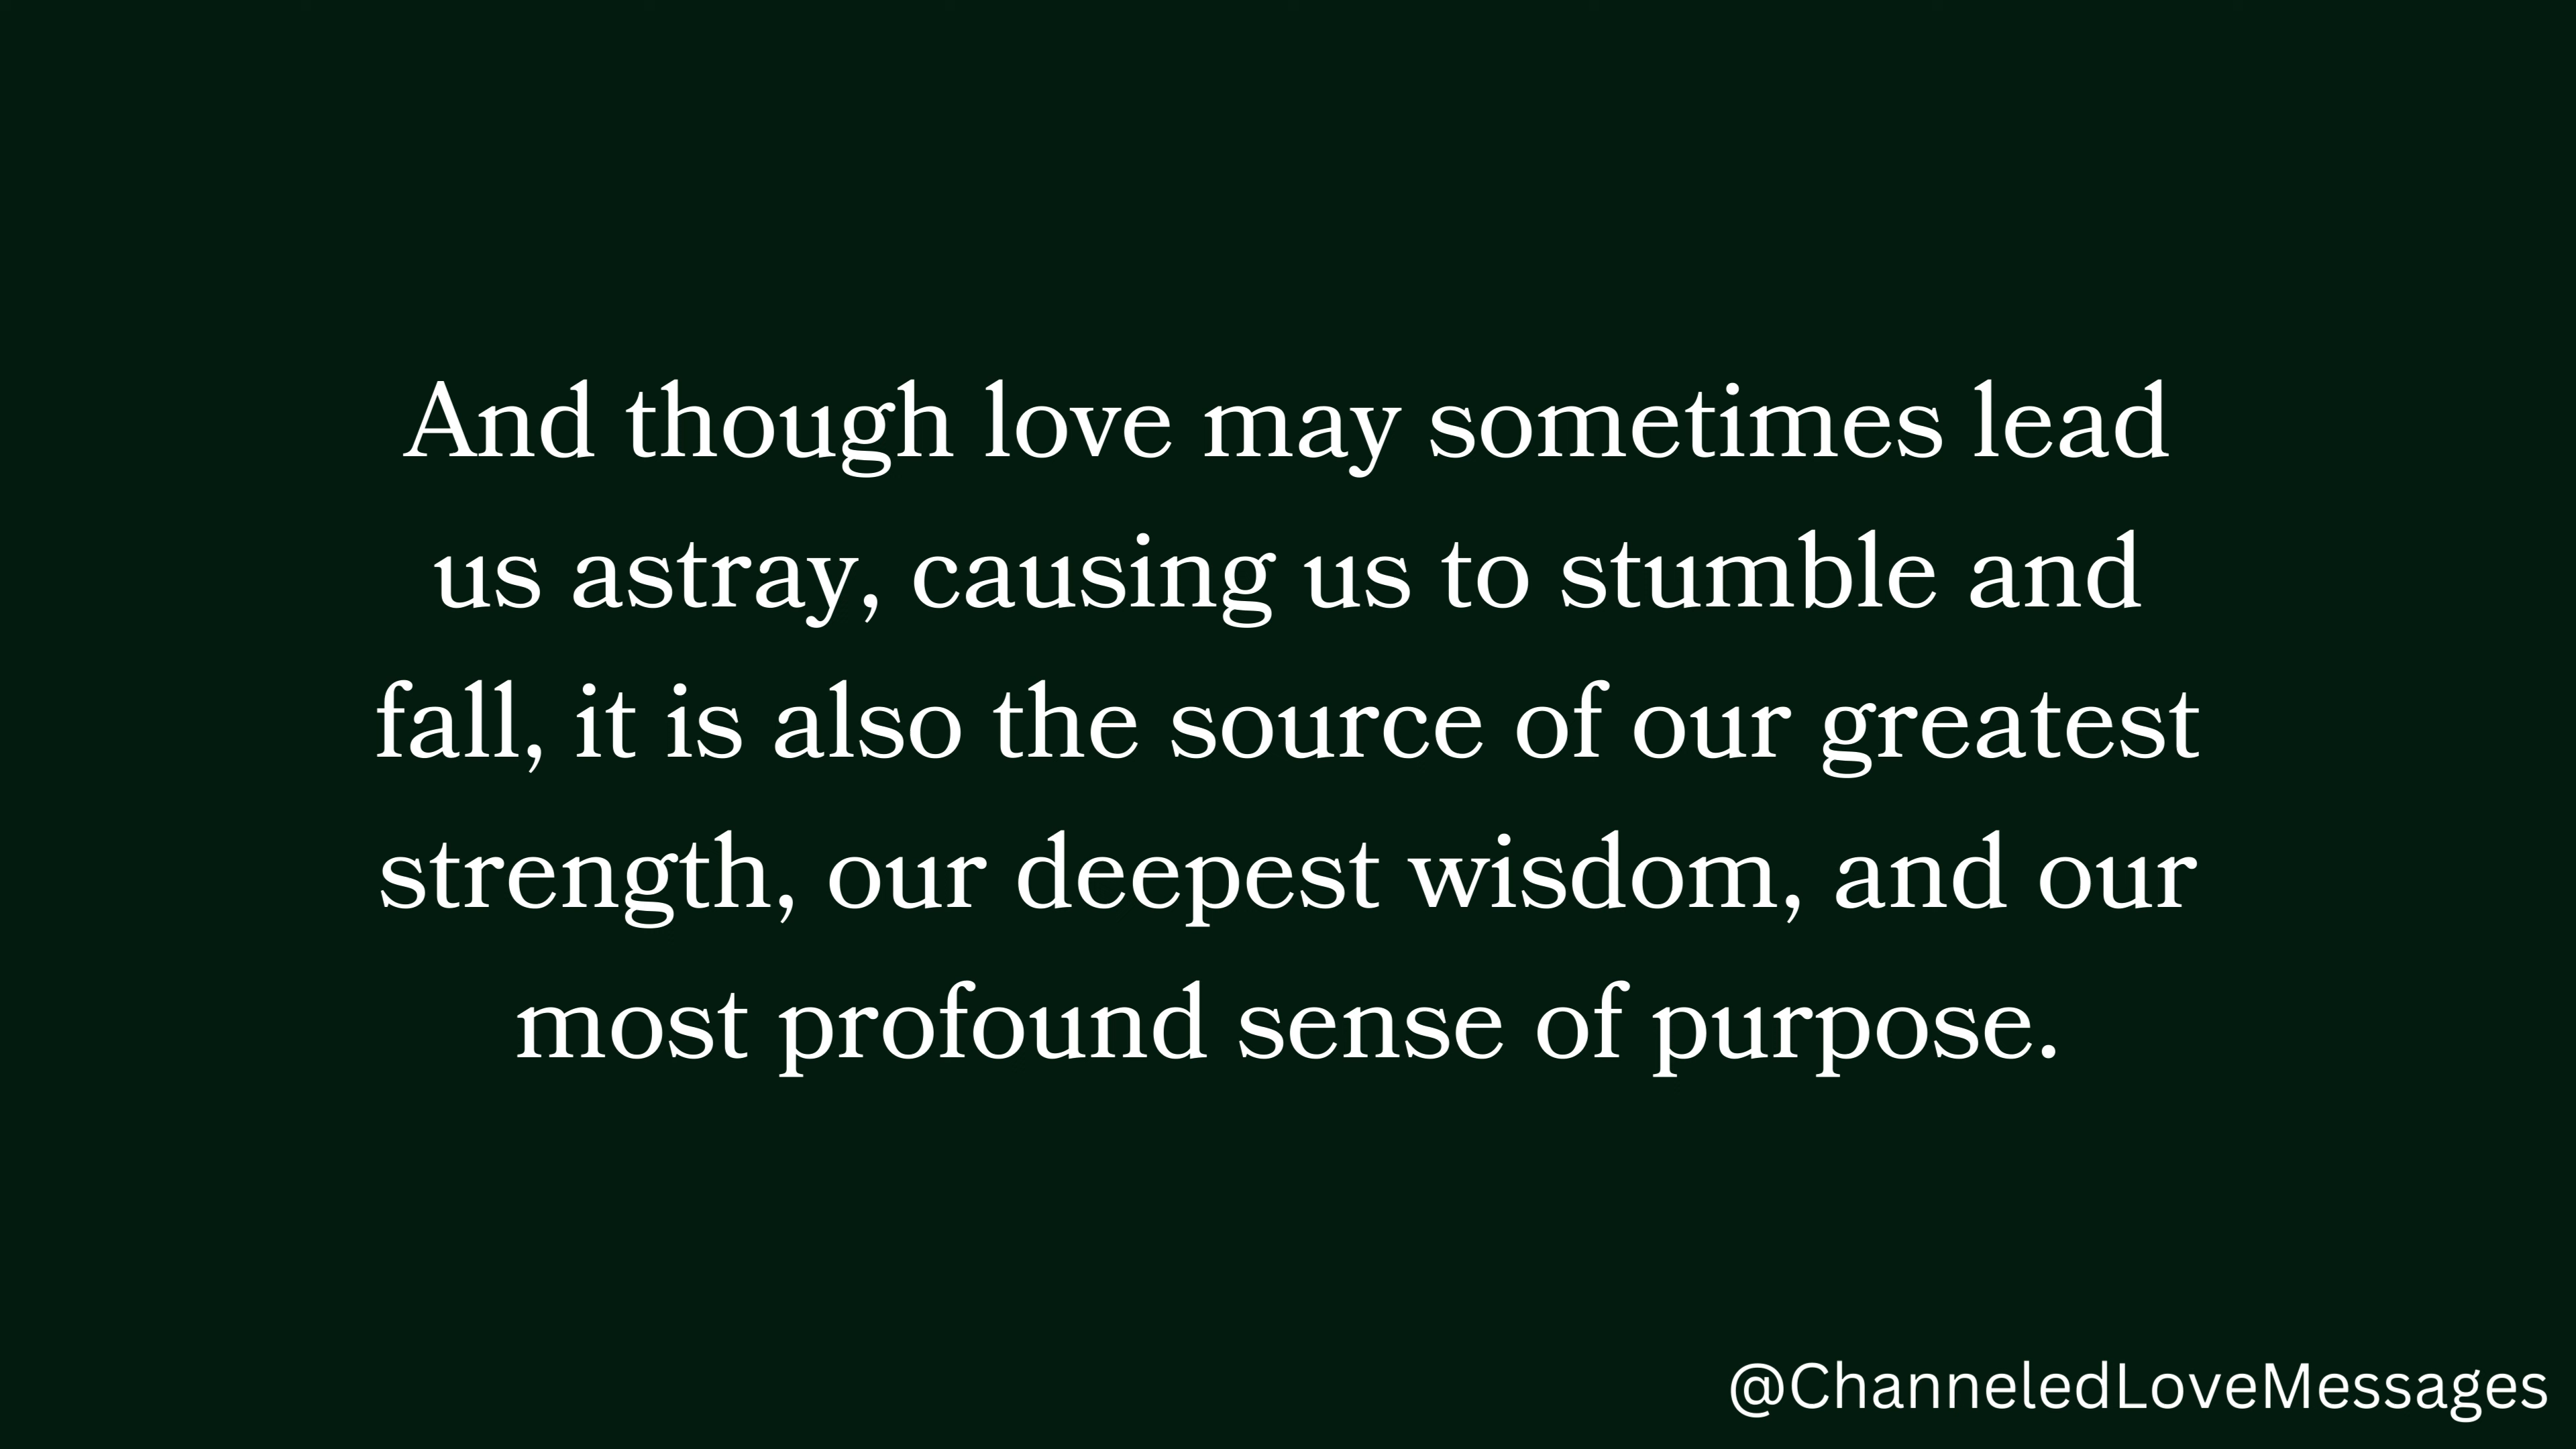 And though love may sometimes lead
us astray, causing us to stumble and
fall, it is also the source of our greatest
strength, our deepest wisdom, and our
most profound sense of purpose.
@ChanneledLoveMessages